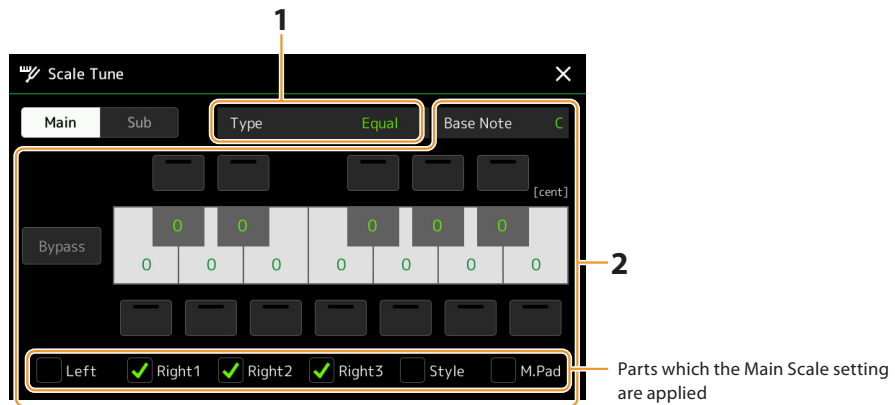 1
Scale Tune
Main Sub Type Equal Base Note C
[cent]
0 0 0 0 0
Bypass
0 0 0 0 0 0 0
2
Left Right1 Right2 Right3 Style M.Pad
Parts which the Main Scale setting
are applied